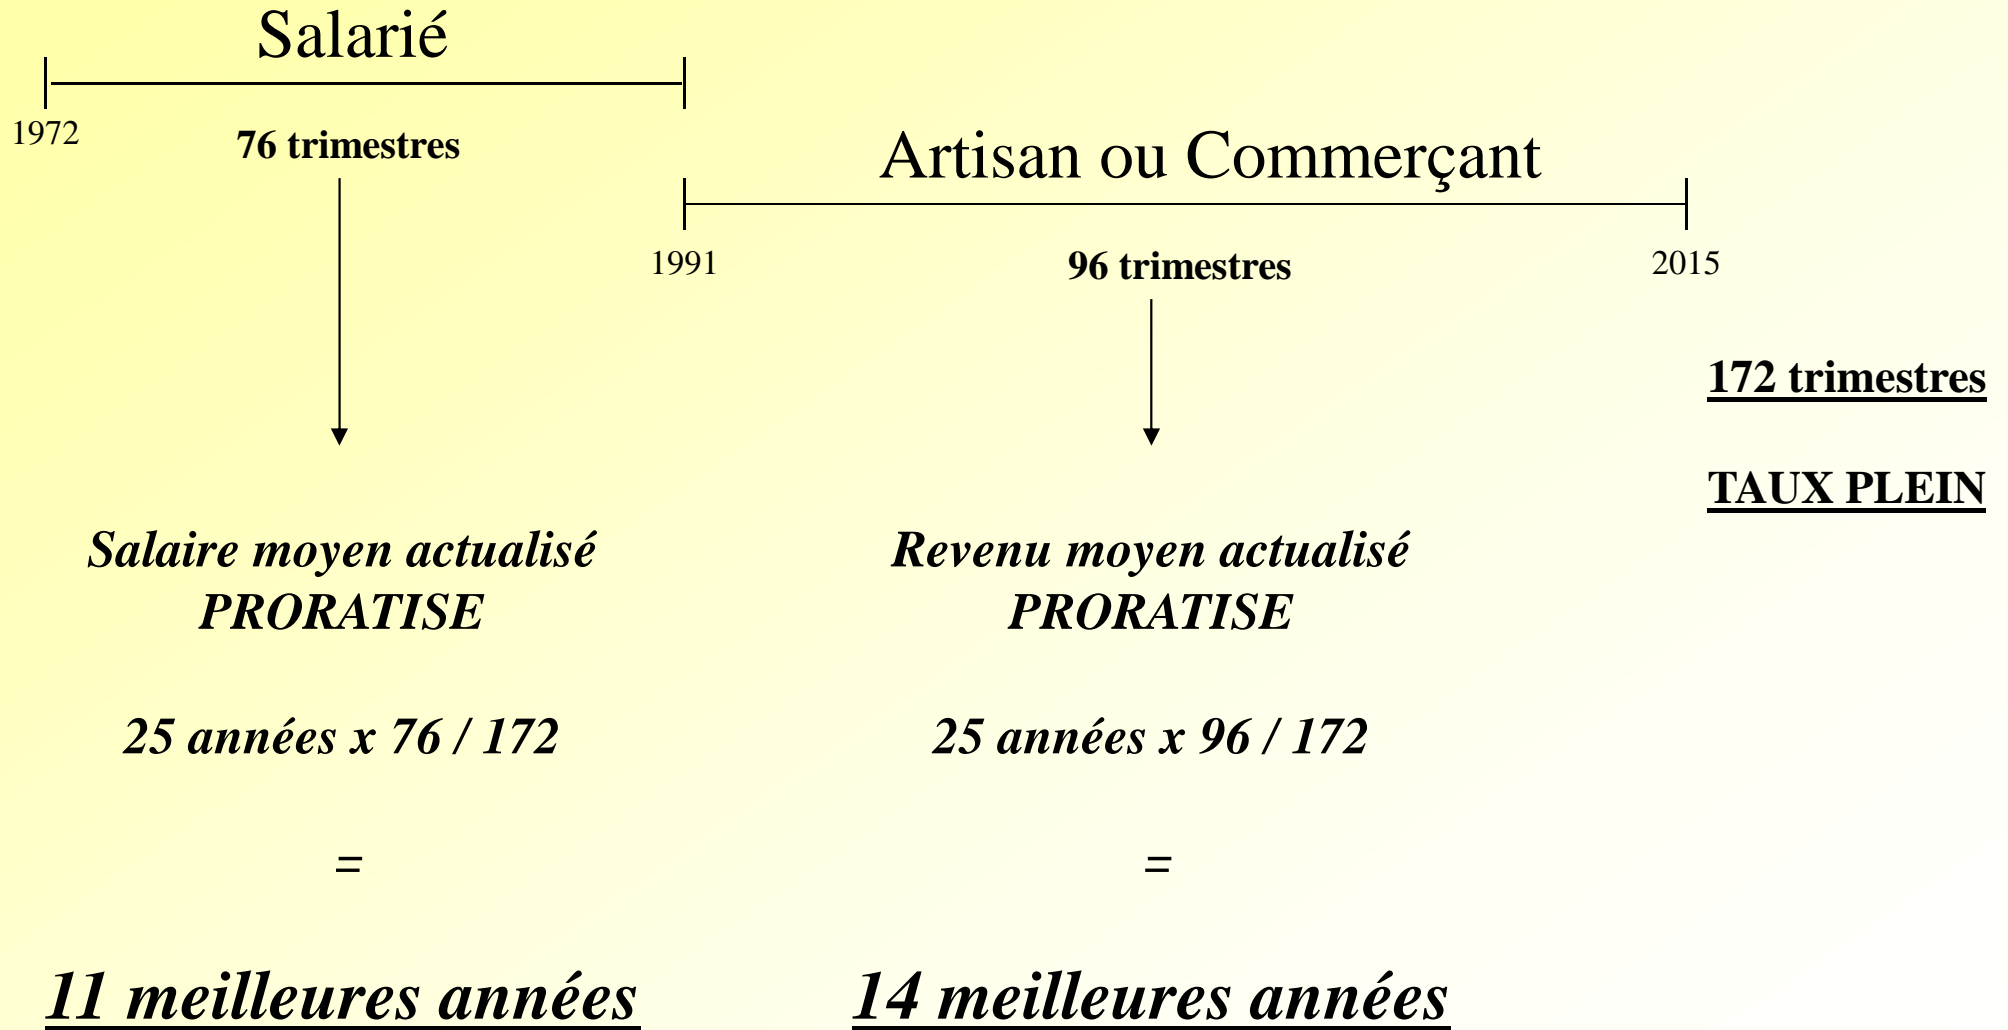 Salarié
1972
76 trimestres
Artisan ou Commerçant
1991
96 trimestres
2015
172 trimestres
TAUX PLEIN
Salaire moyen actualisé
PRORATISE
25 années x 76 / 172
=
11 meilleures années
Revenu moyen actualisé
PRORATISE
25 années x 96 / 172
=
14 meilleures années